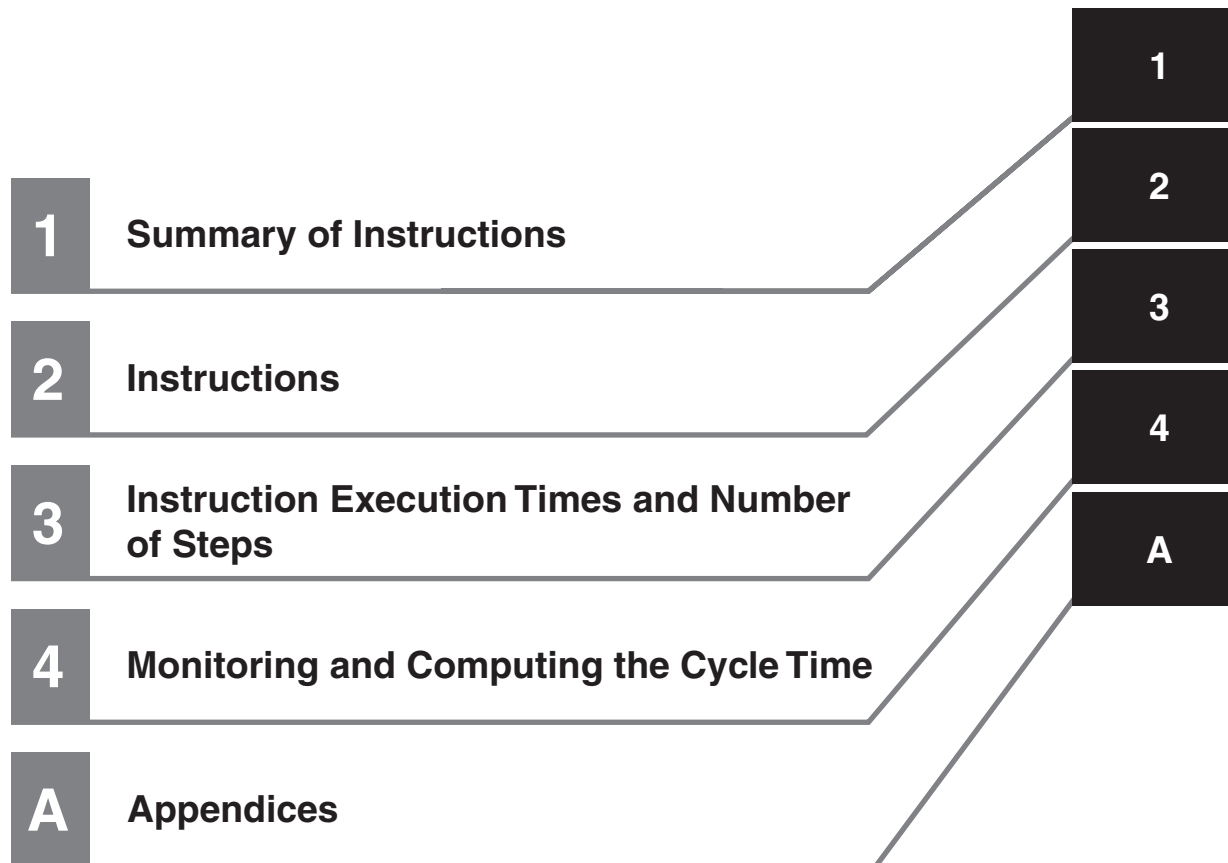 1 Summary of Instructions
2 Instructions
3 Instruction Execution Times and Number
of Steps
4 Monitoring and Computing the Cycle Time
A Appendices
1
2
3
4
A